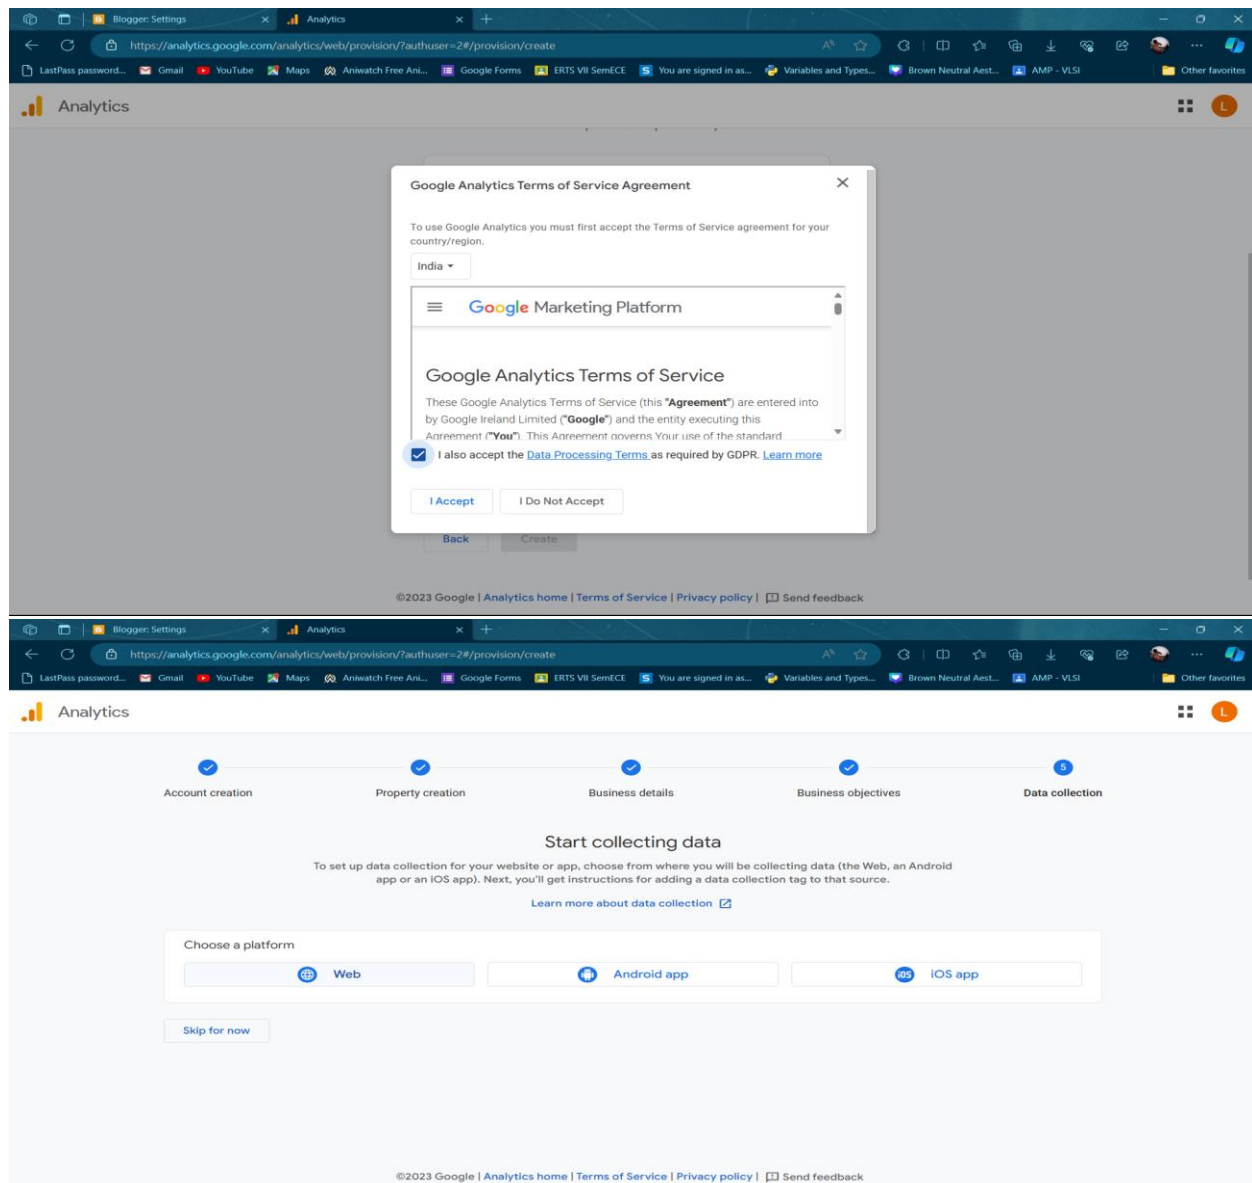 Blogger: Settings
Analytics
https://analytics.google.com/analytics/web/provision/?authuser=2#/provision/create
LastPass password...
Gmail
YouTube
Maps
Aniwatch Free Ani...
Google Forms
ERTS VII SemECE
You are signed in as...
Variables and Types...
Brown Neutral Aest...
AMP - VLSI
Other favorites
Analytics
L
Google Analytics Terms of Service Agreement
To use Google Analytics you must first accept the Terms of Service agreement for your
country/region.
India
Google Marketing Platform
Google Analytics Terms of Service
These Google Analytics Terms of Service (this "Agreement") are entered into
by Google Ireland Limited ("Google") and the entity executing this
Agreement ("You"). This Agreement governs Your use of the standard
I also accept the Data Processing Terms as required by GDPR. Learn more
I Accept
I Do Not Accept
Back
Create
©2023 Google | Analytics home | Terms of Service | Privacy policy | Send feedback
Blogger: Settings
Analytics
https://analytics.google.com/analytics/web/provision/?authuser=2#/provision/create
LastPass password...
Gmail
YouTube
Maps
Aniwatch Free Ani...
Google Forms
ERTS VII SemECE
You are signed in as...
Variables and Types...
Brown Neutral Aest...
AMP - VLSI
Other favorites
Analytics
L
5
Account creation
Property creation
Business details
Business objectives
Data collection
Start collecting data
To set up data collection for your website or app, choose from where you will be collecting data (the Web, an Android
app or an iOS app). Next, you'll get instructions for adding a data collection tag to that source.
Learn more about data collection
Choose a platform
Web
Android app
iOS
iOS app
Skip for now
©2023 Google | Analytics home | Terms of Service | Privacy policy | Send feedback